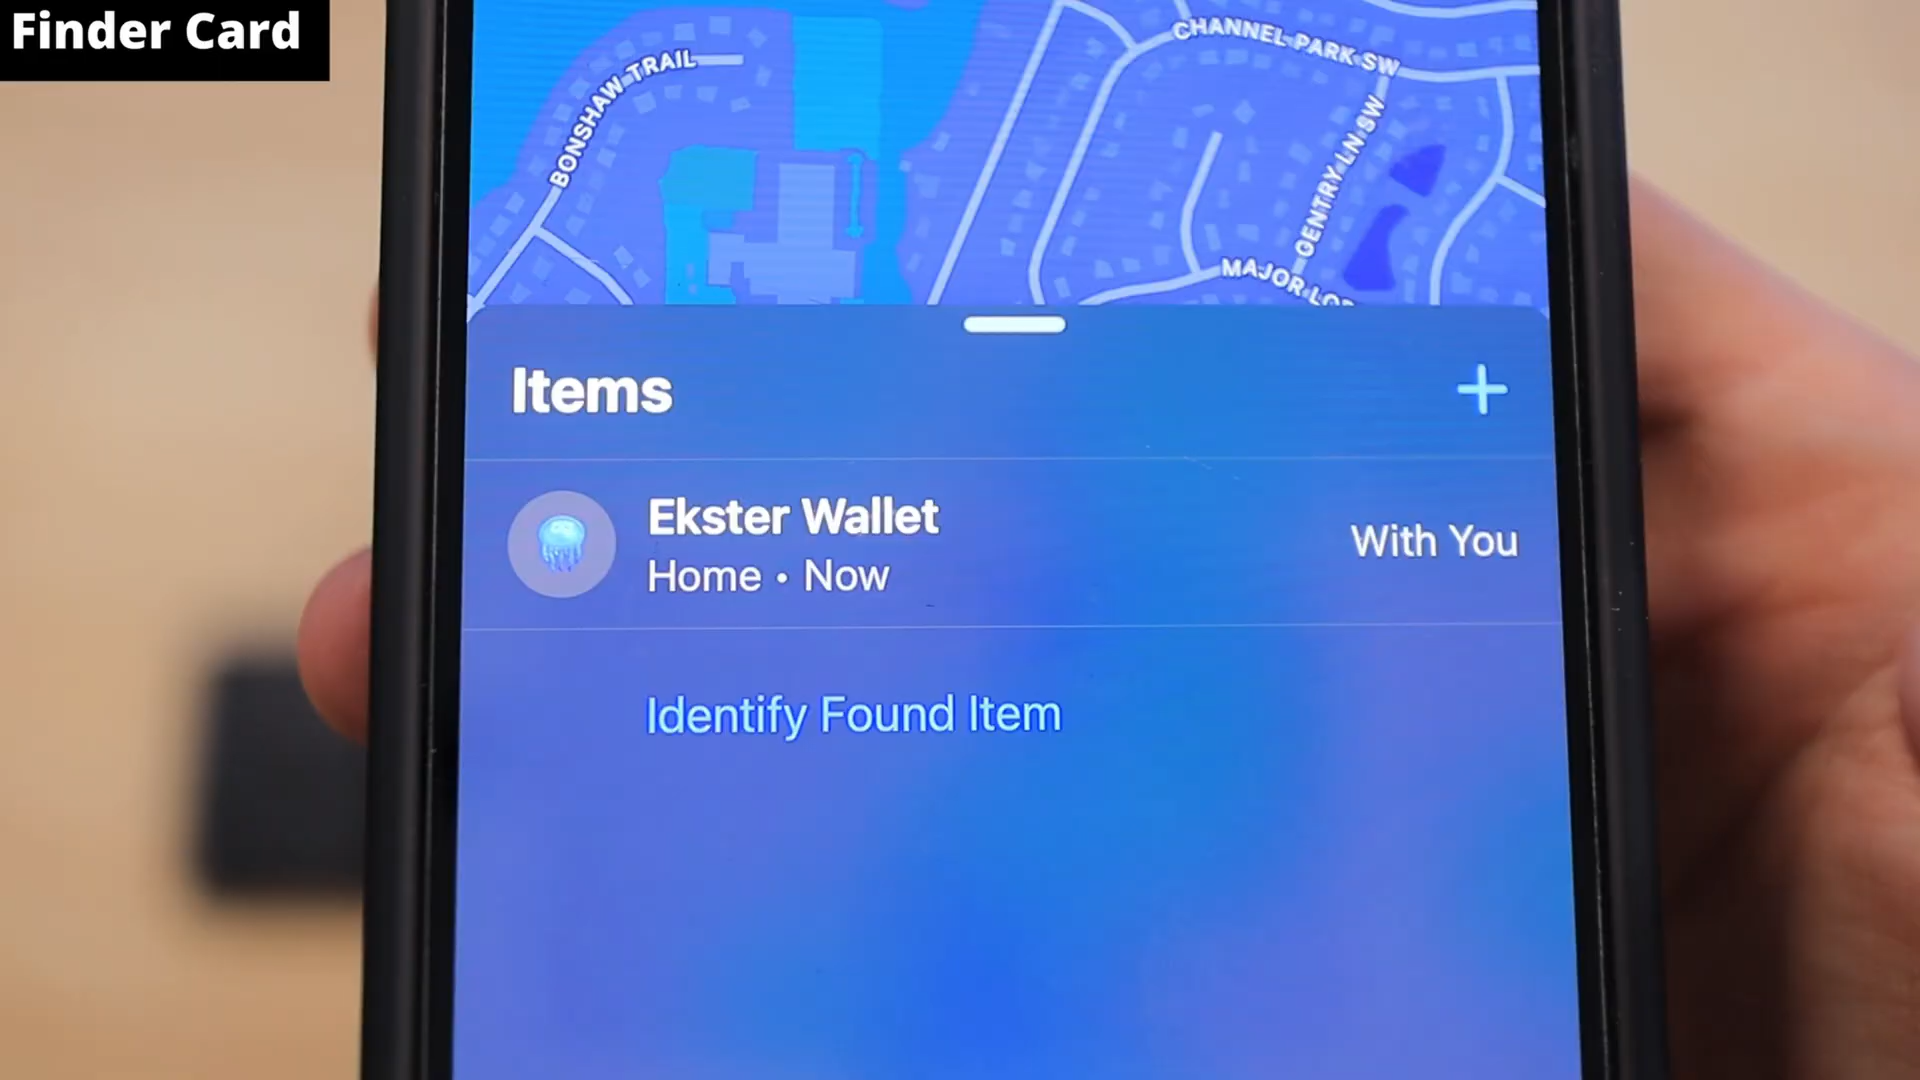 Finder Card
CHANNEL PARK SW
BONSHAW TRAIL
GENTRY LN SW
MAJOR
Items
Ekster Wallet
Home • Now
With You
Identify Found Item